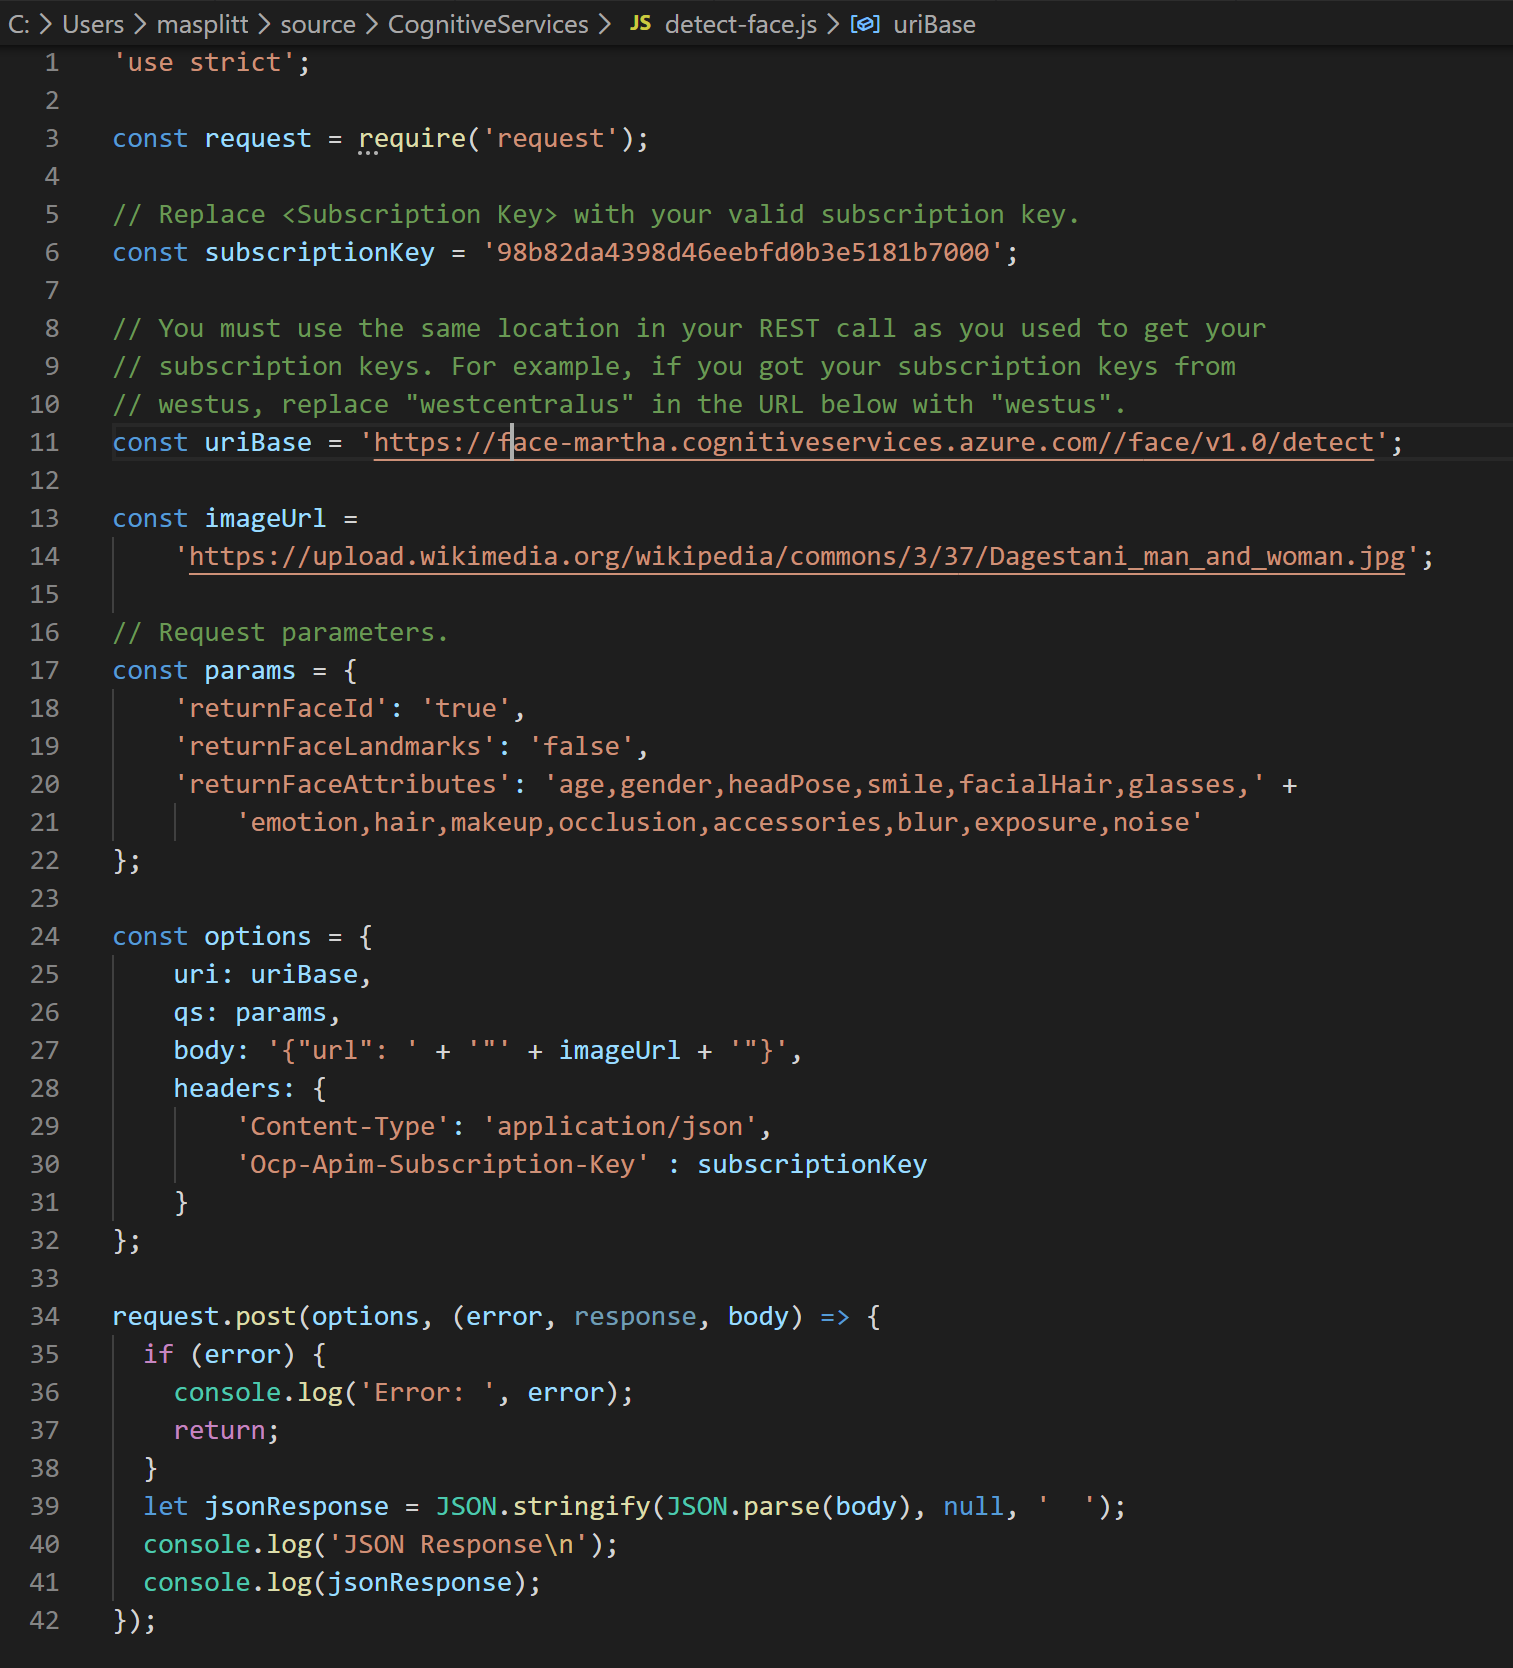 C: > Users > masplitt > source > CognitiveServices > JS detect-face.js > uriBase
1 'use strict';
2
3 const request = require('request');
4
5 // Replace <Subscription Key> with your valid subscription key.
6 const subscriptionKey = '98b82da4398d46eebfd0b3e5181b7000';
7
8 // You must use the same location in your REST call as you used to get your
9 // subscription keys. For example, if you got your subscription keys from
10 // westus, replace "westcentralus" in the URL below with "westus".
11 const uriBase = 'https://face-martha.cognitiveservices.azure.com//face/v1.0/detect';
12
13 const imageUrl =
14     'https://upload.wikimedia.org/wikipedia/commons/3/37/Dagestani_man_and_woman.jpg';
15
16 // Request parameters.
17 const params = {
18     'returnFaceId': 'true',
19     'returnFaceLandmarks': 'false',
20     'returnFaceAttributes': 'age,gender,headPose,smile,facialHair,glasses,' +
21         'emotion,hair,makeup,occlusion,accessories,blur,exposure,noise'
22 };
23
24 const options = {
25     uri: uriBase,
26     qs: params,
27     body: '{"url": ' + '"' + imageUrl + '"}',
28     headers: {
29         'Content-Type': 'application/json',
30         'Ocp-Apim-Subscription-Key' : subscriptionKey
31     }
32 };
33
34 request.post(options, (error, response, body) => {
35   if (error) {
36     console.log('Error: ', error);
37     return;
38   }
39   let jsonResponse = JSON.stringify(JSON.parse(body), null, '  ');
40   console.log('JSON Response\n');
41   console.log(jsonResponse);
42 });